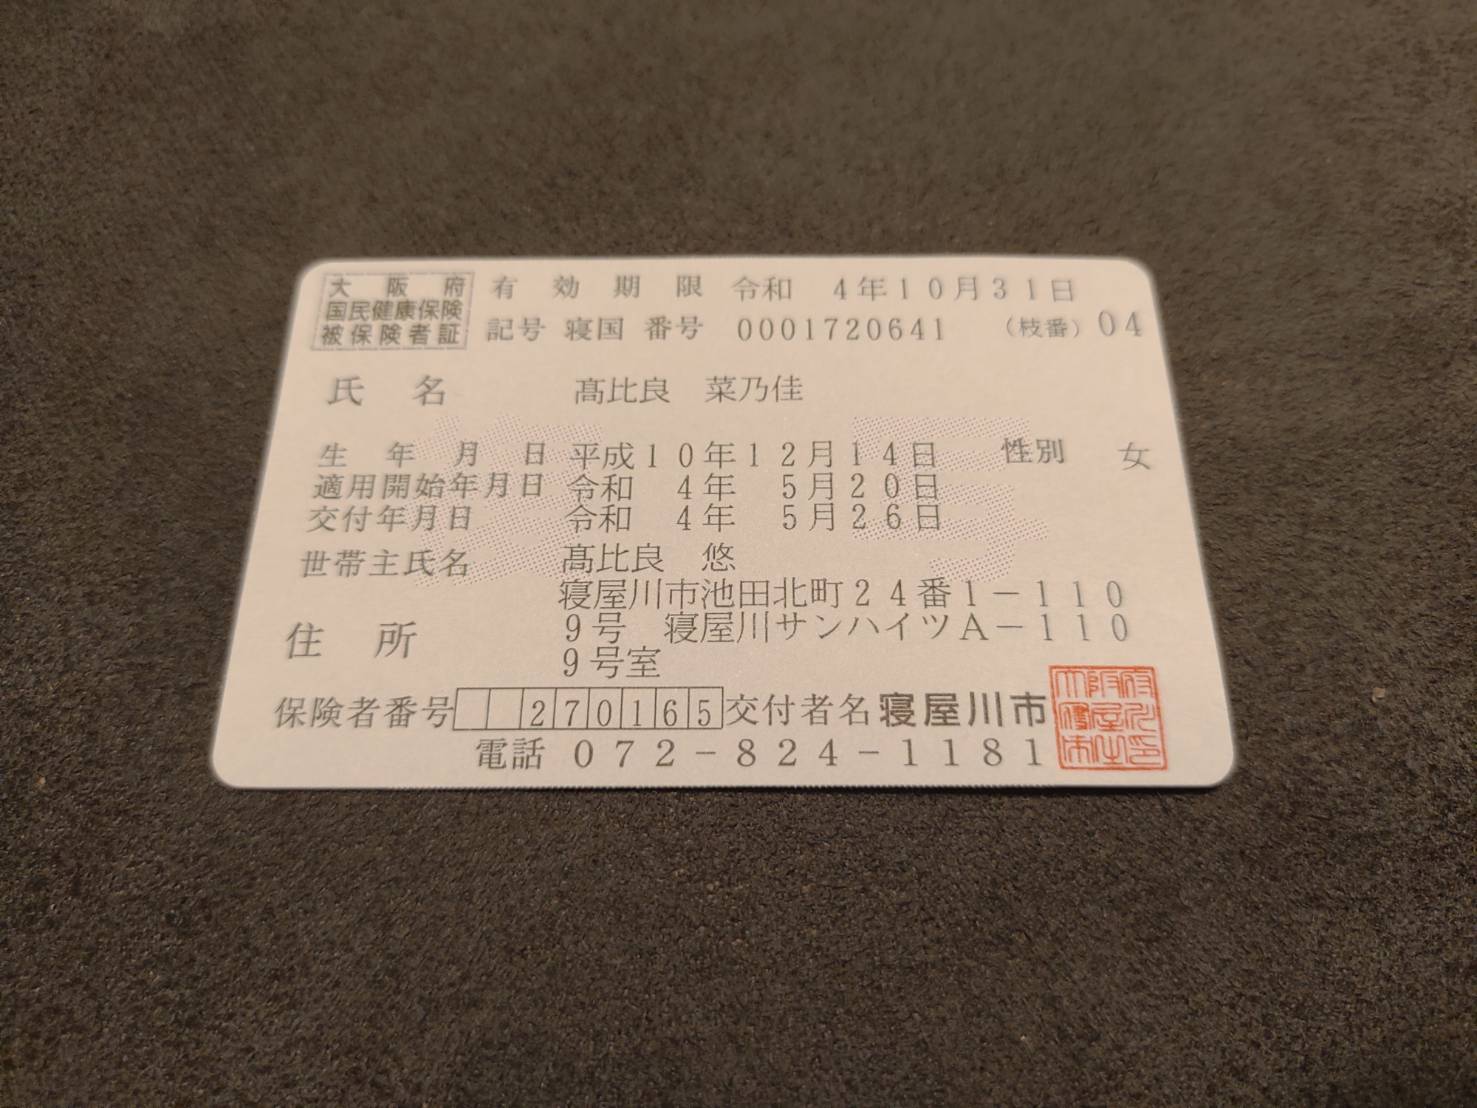 大阪府
国民健康保険
被保険者証
有効期限 令和 4年10月31日
記号 寝国 番号 0001720641 (枝番) 04
氏名 髙比良 菜乃佳
生年月日 平成10年12月14日 性別 女
適用開始年月日 令和 4年 5月20日
交付年月日 令和 4年 5月26日
世帯主氏名 髙比良 悠
住所 寝屋川市池田北町24番1-110
9号 寝屋川サンハイツA-110
9号室
保険者番号 270165 交付者名 寝屋川市
電話 072-824-1181